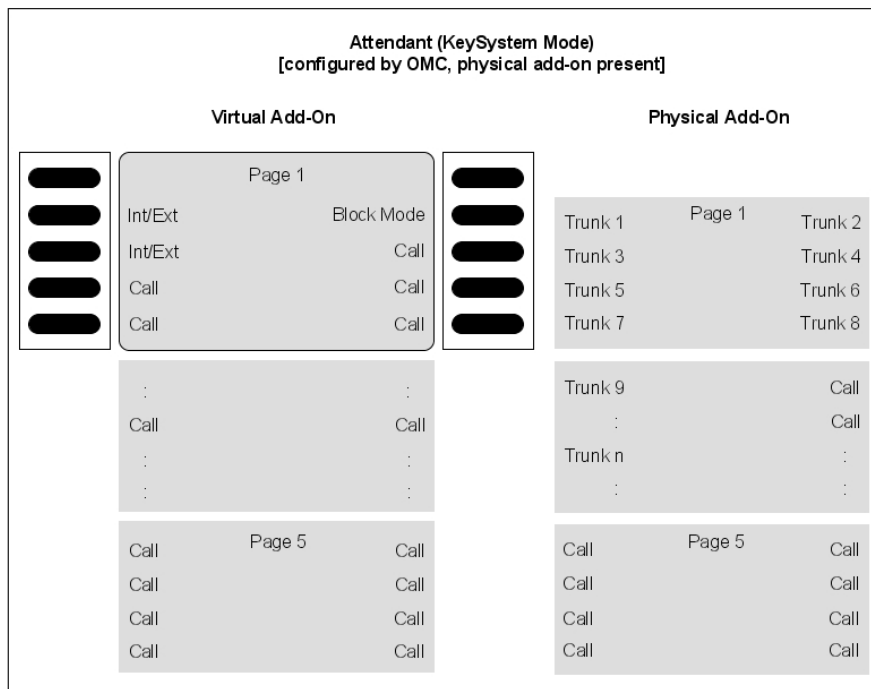 Attendant (KeySystem Mode)
[configured by OMC, physical add-on present]
Virtual Add-On
Page 1
Int/Ext Block Mode
Int/Ext Call
Call Call
Call Call
: :
Call Call
: :
: :
Page 5
Call Call
Call Call
Call Call
Call Call
Physical Add-On
Page 1
Trunk 1 Trunk 2
Trunk 3 Trunk 4
Trunk 5 Trunk 6
Trunk 7 Trunk 8
Trunk 9 Call
: Call
Trunk n :
: :
Page 5
Call Call
Call Call
Call Call
Call Call